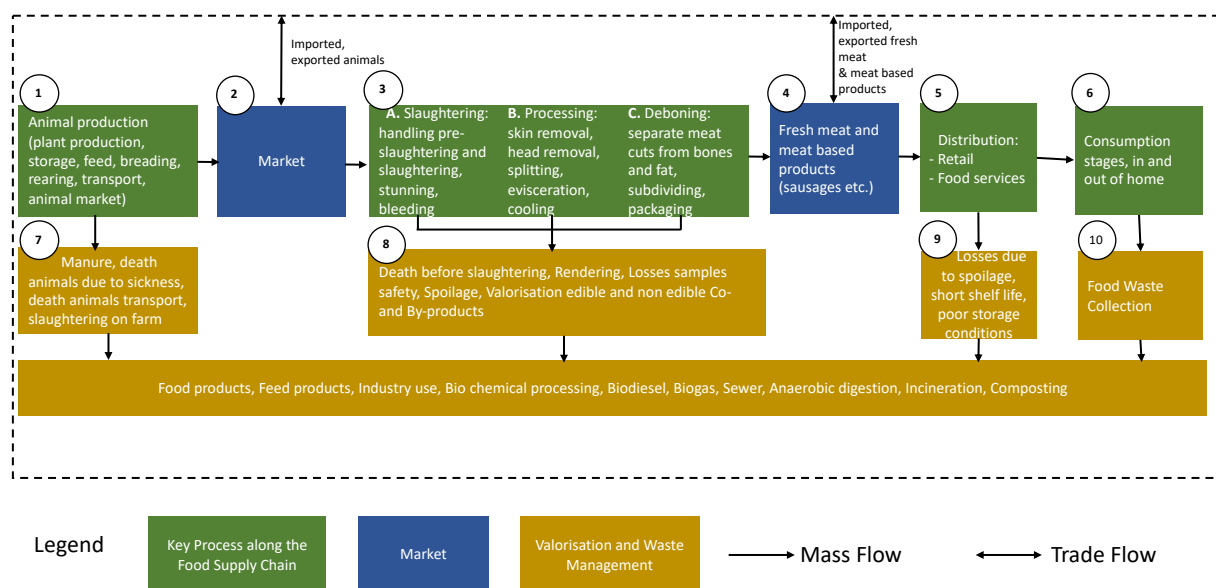 Imported,
exported animals
Imported,
exported fresh
meat
& meat based
products
1
Animal production
(plant production,
storage, feed, breading,
rearing, transport,
animal market)
2
Market
3
A. Slaughtering:
handling pre-
slaughtering and
slaughtering,
stunning,
bleeding
B. Processing:
skin removal,
head removal,
splitting,
evisceration,
cooling
C. Deboning:
separate meat
cuts from bones
and fat,
subdividing,
packaging
4
Fresh meat and
meat based
products
(sausages etc.)
5
Distribution:
- Retail
- Food services
6
Consumption
stages, in and
out of home
7
Manure, death
animals due to sickness,
death animals transport,
slaughtering on farm
8
Death before slaughtering, Rendering, Losses samples
safety, Spoilage, Valorisation edible and non edible Co-
and By-products
9
Losses due
to spoilage,
short shelf life,
poor storage
conditions
10
Food Waste
Collection
Food products, Feed products, Industry use, Bio chemical processing, Biodiesel, Biogas, Sewer, Anaerobic digestion, Incineration, Composting
Legend
Key Process along the
Food Supply Chain
Market
Valorisation and Waste
Management
Mass Flow
Trade Flow